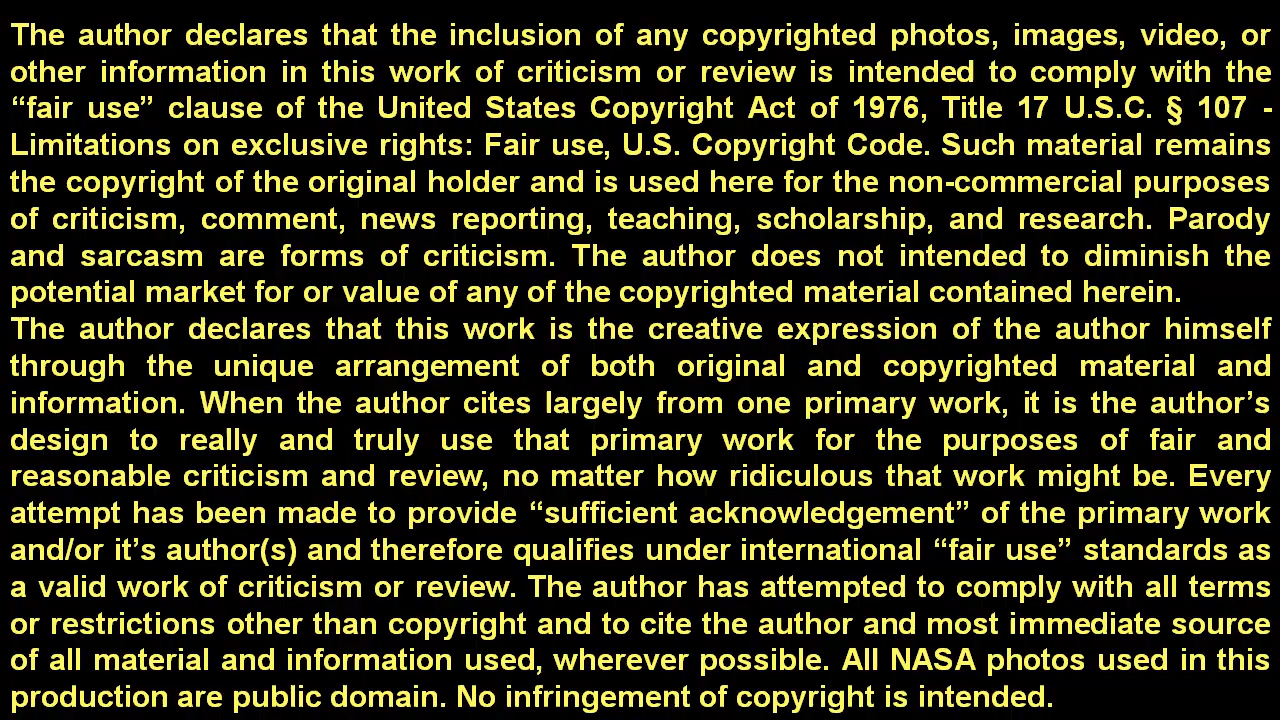 The author declares that the inclusion of any copyrighted photos, images, video, or
other information in this work of criticism or review is intended to comply with the
“fair use” clause of the United States Copyright Act of 1976, Title 17 U.S.C. § 107 -
Limitations on exclusive rights: Fair use, U.S. Copyright Code. Such material remains
the copyright of the original holder and is used here for the non-commercial purposes
of criticism, comment, news reporting, teaching, scholarship, and research. Parody
and sarcasm are forms of criticism. The author does not intended to diminish the
potential market for or value of any of the copyrighted material contained herein.
The author declares that this work is the creative expression of the author himself
through the unique arrangement of both original and copyrighted material and
information. When the author cites largely from one primary work, it is the author’s
design to really and truly use that primary work for the purposes of fair and
reasonable criticism and review, no matter how ridiculous that work might be. Every
attempt has been made to provide “sufficient acknowledgement” of the primary work
and/or it’s author(s) and therefore qualifies under international “fair use” standards as
a valid work of criticism or review. The author has attempted to comply with all terms
or restrictions other than copyright and to cite the author and most immediate source
of all material and information used, wherever possible. All NASA photos used in this
production are public domain. No infringement of copyright is intended.